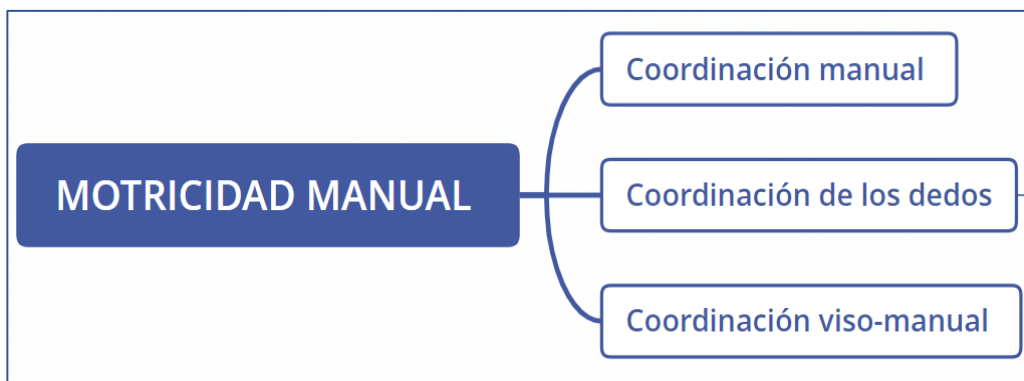 MOTRICIDAD MANUAL
Coordinación manual
Coordinación de los dedos
Coordinación viso-manual